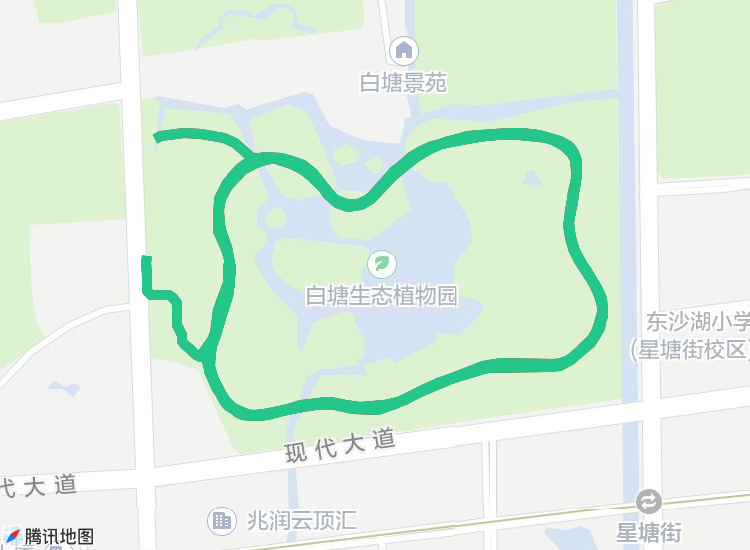 白塘景苑
白塘生态植物园
东沙湖小学
(星塘街校区)
现代大道
代大道
兆润云顶汇
星塘街
腾讯地图